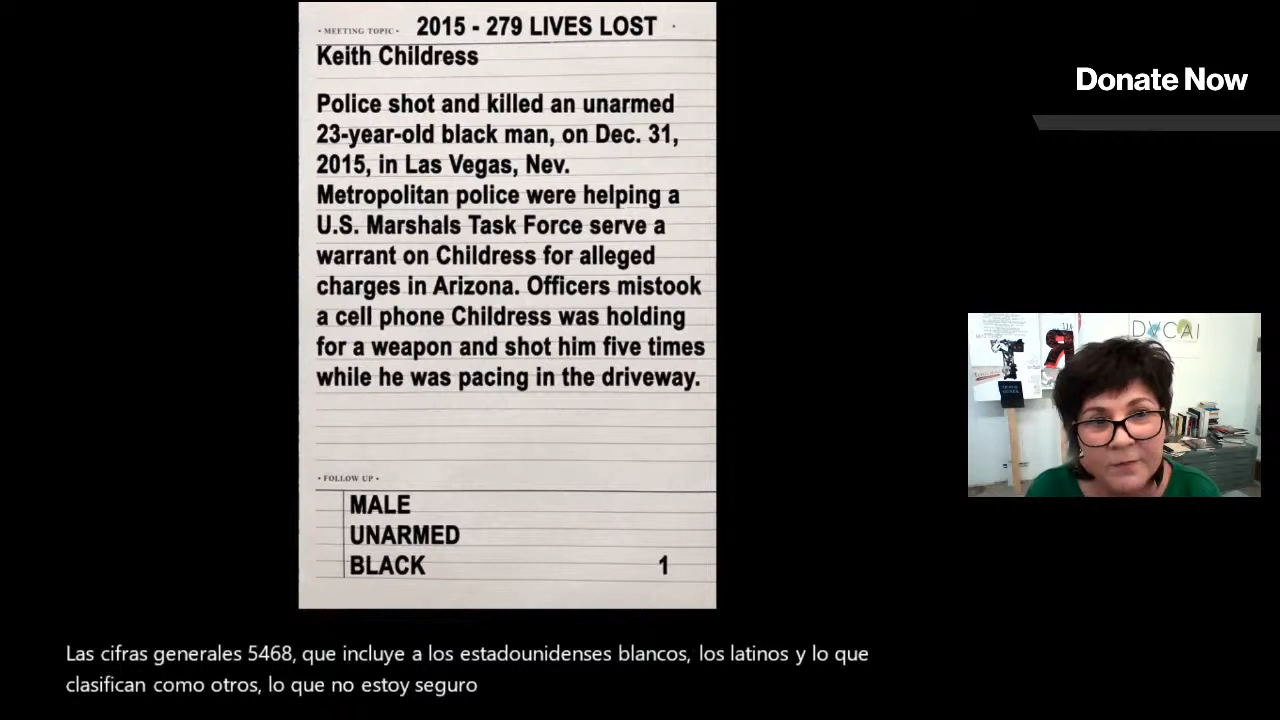 • MEETING TOPIC • 2015 - 279 LIVES LOST
Keith Childress
Police shot and killed an unarmed
23-year-old black man, on Dec. 31,
2015, in Las Vegas, Nev.
Metropolitan police were helping a
U.S. Marshals Task Force serve a
warrant on Childress for alleged
charges in Arizona. Officers mistook
a cell phone Childress was holding
for a weapon and shot him five times
while he was pacing in the driveway.
• FOLLOW UP •
MALE
UNARMED
BLACK 1
Donate Now
DVCAI
Las cifras generales 5468, que incluye a los estadounidenses blancos, los latinos y lo que
clasifican como otros, lo que no estoy seguro